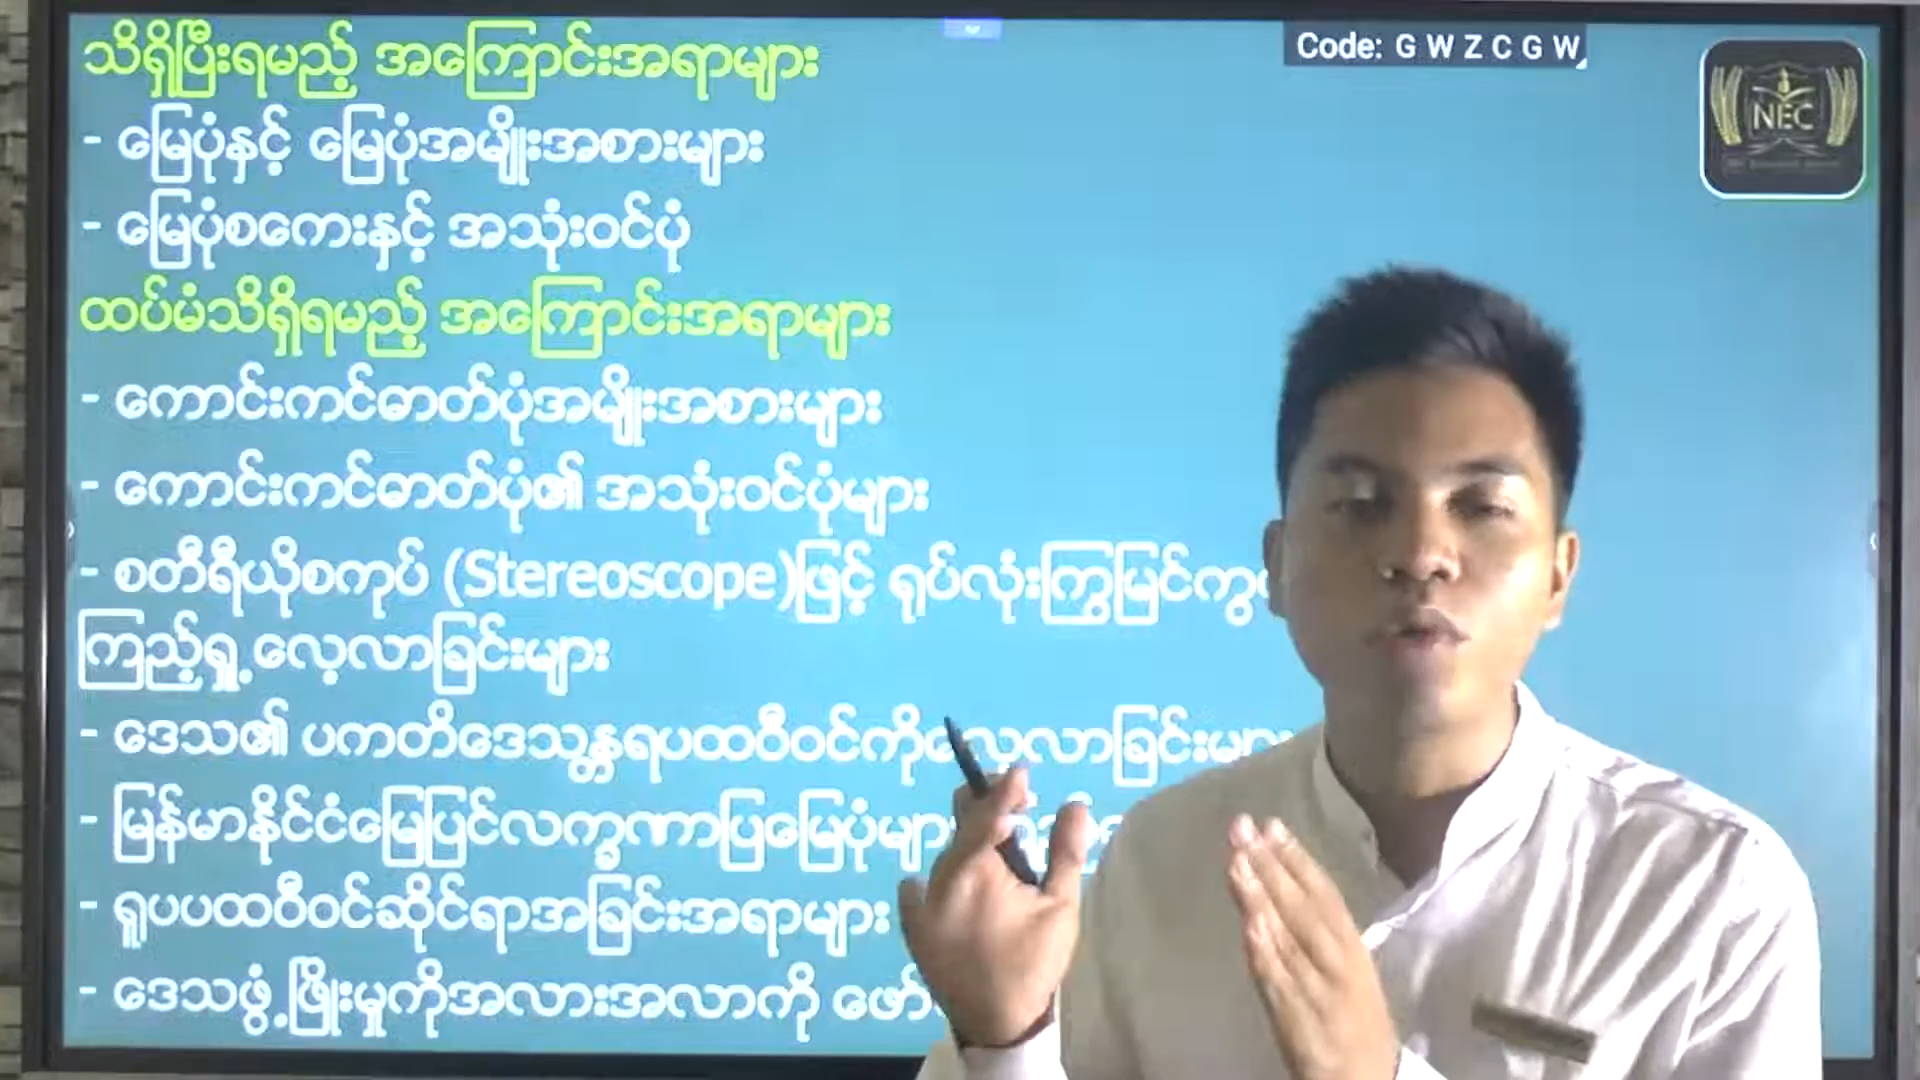 Code: G W Z C G W
NEC
သိရှိပြီးရမည့် အကြောင်းအရာများ
- မြေပုံနှင့် မြေပုံအမျိုးအစားများ
- မြေပုံစကေးနှင့် အသုံးဝင်ပုံ
ထပ်မံသိရှိရမည့် အကြောင်းအရာများ
- ကောင်းကင်ဓာတ်ပုံအမျိုးအစားများ
- ကောင်းကင်ဓာတ်ပုံ၏ အသုံးဝင်ပုံများ
- စတီရီယိုစကုပ် (Stereoscope)ဖြင့် ရုပ်လုံးကြွမြင်ကွ
ကြည့်ရှု့လေ့လာခြင်းများ
- ဒေသ၏ ပကတိဒေသန္တရပထဝီဝင်ကိုလေ့လာခြင်းများ
- မြန်မာနိုင်ငံမြေပြင်လက္ခဏာပြမြေပုံများ
- ရူပပထဝီဝင်ဆိုင်ရာအခြင်းအရာများ
- ဒေသဖွံ့ဖြိုးမှုကိုအလားအလာကို ဖော်